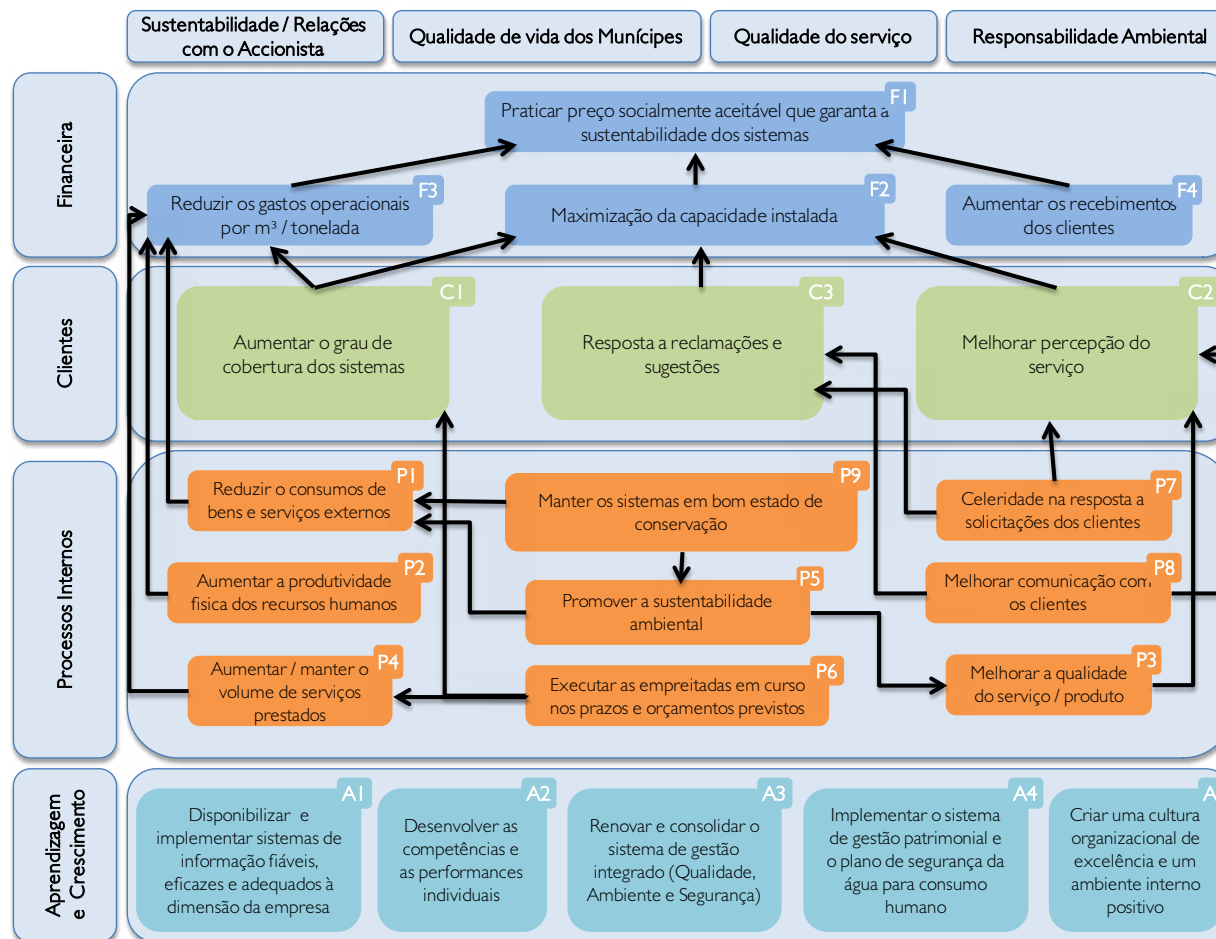 Sustentabilidade / Relações
com o Accionista
Qualidade de vida dos Munícipes
Qualidade do serviço
Responsabilidade Ambiental
Financeira
F1
Praticar preço socialmente aceitável que garanta a
sustentabilidade dos sistemas
F3
Reduzir os gastos operacionais
por m³ / tonelada
F2
Maximização da capacidade instalada
F4
Aumentar os recebimentos
dos clientes
Clientes
C1
Aumentar o grau de
cobertura dos sistemas
C3
Resposta a reclamações e
sugestões
C2
Melhorar percepção do
serviço
Processos Internos
P1
Reduzir o consumos de
bens e serviços externos
P9
Manter os sistemas em bom estado de
conservação
P7
Celeridade na resposta a
solicitações dos clientes
P2
Aumentar a produtividade
fisica dos recursos humanos
P5
Promover a sustentabilidade
ambiental
P8
Melhorar comunicação com
os clientes
P4
Aumentar / manter o
volume de serviços
prestados
P6
Executar as empreitadas em curso
nos prazos e orçamentos previstos
P3
Melhorar a qualidade
do serviço / produto
Aprendizagem
e Crescimento
A1
Disponibilizar e
implementar sistemas de
informação fiáveis,
eficazes e adequados à
dimensão da empresa
A2
Desenvolver as
competências e
as performances
individuais
A3
Renovar e consolidar o
sistema de gestão
integrado (Qualidade,
Ambiente e Segurança)
A4
Implementar o sistema
de gestão patrimonial e
o plano de segurança da
água para consumo
humano
A
Criar uma cultura
organizacional de
excelência e um
ambiente interno
positivo